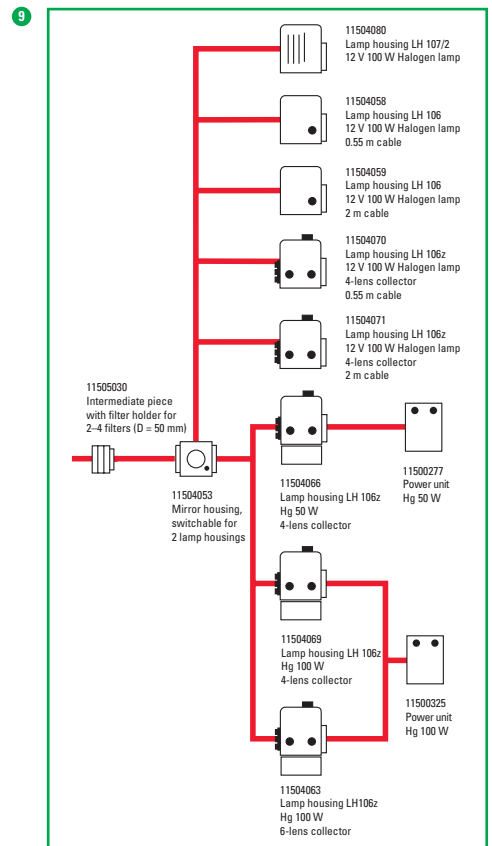 9
11504080
Lamp housing LH 107/2
12 V 100 W Halogen lamp
11504058
Lamp housing LH 106
12 V 100 W Halogen lamp
0.55 m cable
11504059
Lamp housing LH 106
12 V 100 W Halogen lamp
2 m cable
11504070
Lamp housing LH 106z
12 V 100 W Halogen lamp
4-lens collector
0.55 m cable
11504071
Lamp housing LH 106z
12 V 100 W Halogen lamp
4-lens collector
2 m cable
11505030
Intermediate piece
with filter holder for
2–4 filters (D = 50 mm)
11504053
Mirror housing,
switchable for
2 lamp housings
11504066
Lamp housing LH 106z
Hg 50 W
4-lens collector
11500277
Power unit
Hg 50 W
11504069
Lamp housing LH 106z
Hg 100 W
4-lens collector
11500325
Power unit
Hg 100 W
11504063
Lamp housing LH106z
Hg 100 W
6-lens collector